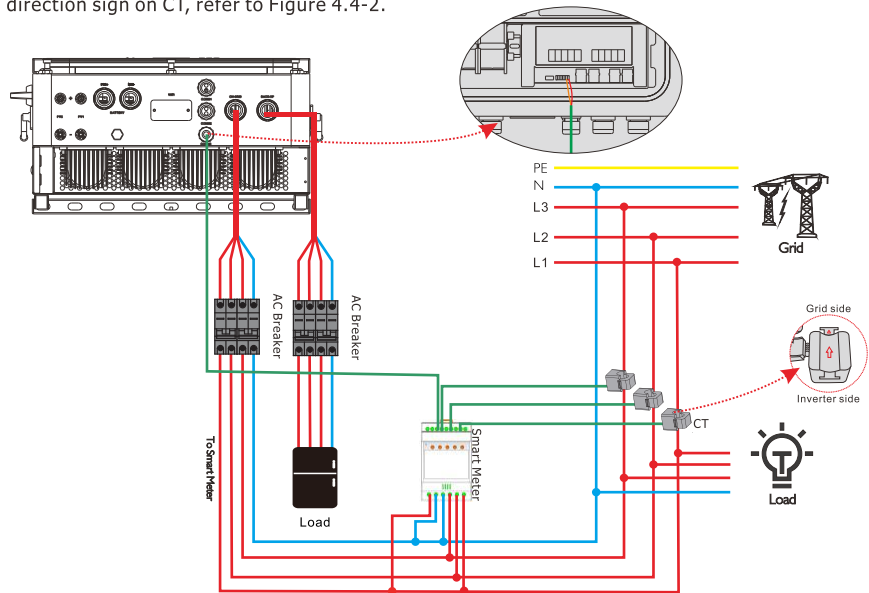 direction sign on CT, refer to Figure 4.4-2.
PE
N
L3
L2
L1
Grid
AC Breaker
AC Breaker
Grid side
Inverter side
CT
To Smart Meter
Smart Meter
Load
Load
BATTERY